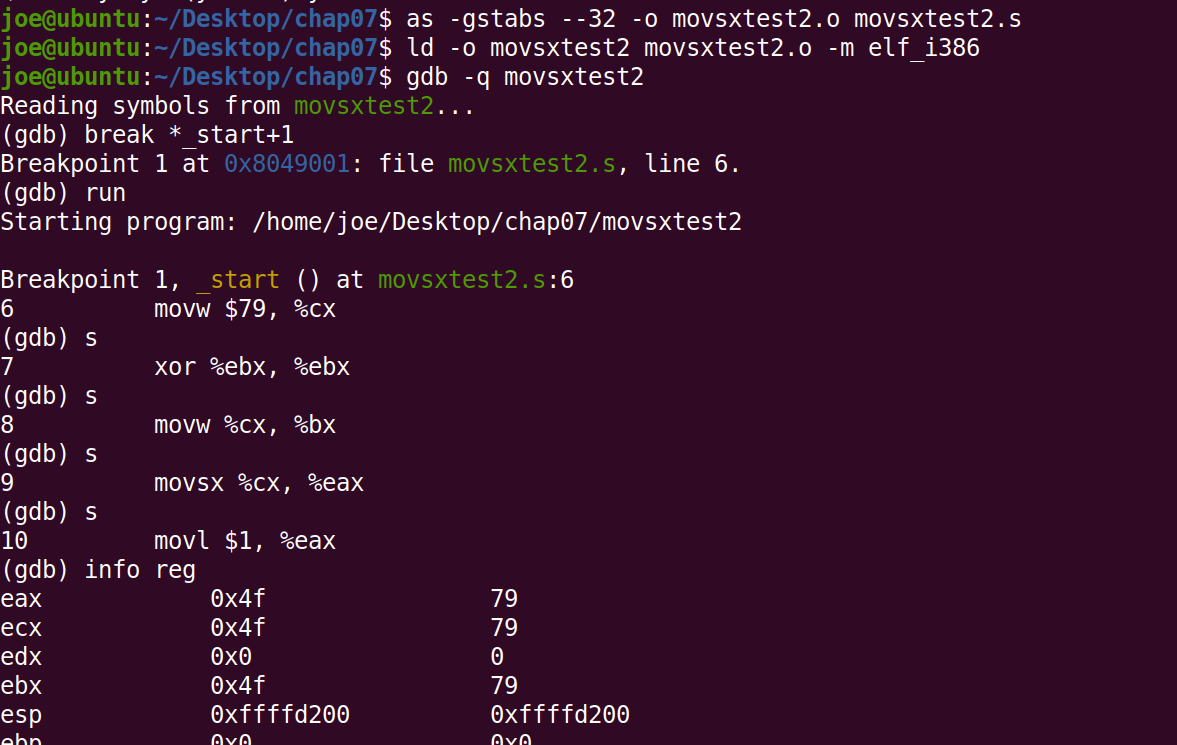 joe@ubuntu:~/Desktop/chap07$ as -gstabs --32 -o movsxtest2.o movsxtest2.s
joe@ubuntu:~/Desktop/chap07$ ld -o movsxtest2 movsxtest2.o -m elf_i386
joe@ubuntu:~/Desktop/chap07$ gdb -q movsxtest2
Reading symbols from movsxtest2...
(gdb) break *_start+1
Breakpoint 1 at 0x8049001: file movsxtest2.s, line 6.
(gdb) run
Starting program: /home/joe/Desktop/chap07/movsxtest2
Breakpoint 1, _start () at movsxtest2.s:6
6 movw $79, %cx
(gdb) s
7 xor %ebx, %ebx
(gdb) s
8 movw %cx, %bx
(gdb) s
9 movsx %cx, %eax
(gdb) s
10 movl $1, %eax
(gdb) info reg
eax 0x4f 79
ecx 0x4f 79
edx 0x0 0
ebx 0x4f 79
esp 0xffffd200 0xffffd200
ebp 0x0 0x0